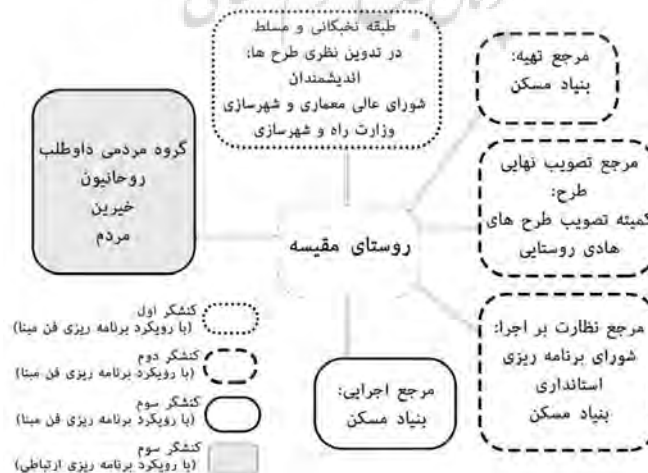 طبقه نخبگانی و مسلط
در تدوین نظری طرح ها:
اندیشمندان
شورای عالی معماری و شهرسازی
وزارت راه و شهرسازی
مرجع تهیه:
بنیاد مسکن
گروه مردمی داوطلب
روحانیون
خیرین
مردم
مرجع تصویب نهایی
طرح:
کمیته تصویب طرح های
هادی روستایی
روستای مقیسه
مرجع نظارت بر اجرا:
شورای برنامه ریزی
استانداری
بنیاد مسکن
مرجع اجرایی:
بنیاد مسکن
کنشگر اول
(با رویکرد برنامه ریزی فن مبنا)
کنشگر دوم
(با رویکرد برنامه ریزی فن مبنا)
کنشگر سوم
(با رویکرد برنامه ریزی فن مبنا)
کنشگر سوم
(با رویکرد برنامه ریزی ارتباطی)